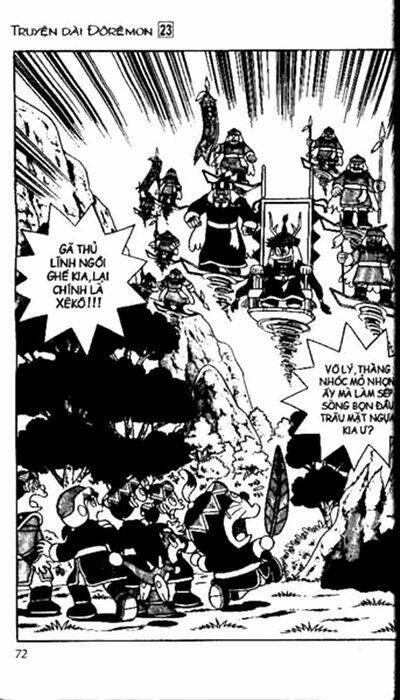 TRUYỆN DÀI ĐÔRÊMON 23
GÃ THỦ
LĨNH NGỒI
GHẾ KIA, LẠI
CHÍNH LÀ
XÊKÔ!!!
VÔ LÝ, THẰNG
NHÓC MỎ NHỌN
ẤY MÀ LÀM SẾP
SÒNG BỌN ĐẦU
TRÂU MẶT NGỰA
KIA Ư?
72